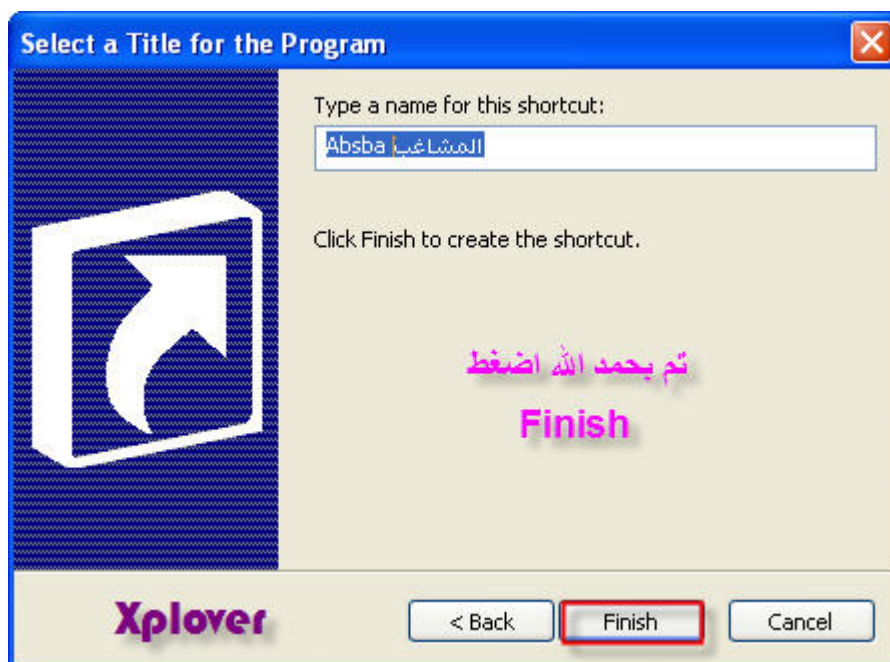 Select a Title for the Program
Type a name for this shortcut:
Absba المشاغب
Click Finish to create the shortcut.
تم بحمد الله اضغط
Finish
Xplover
< Back
Finish
Cancel